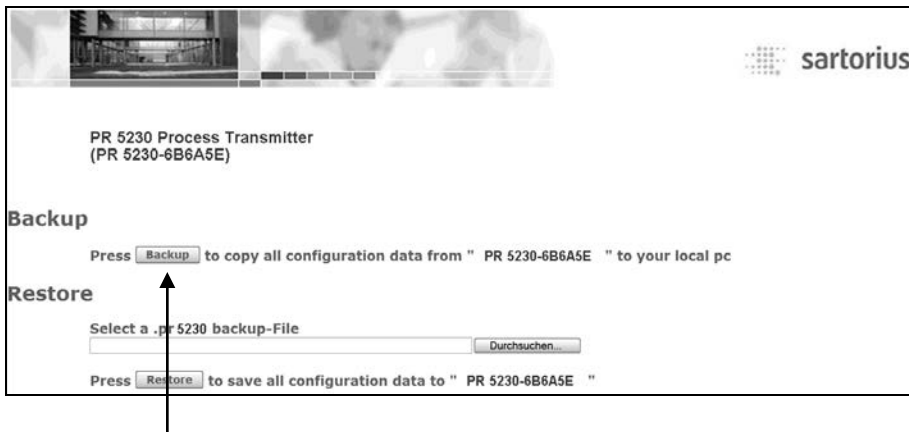 sartorius
PR 5230 Process Transmitter
(PR 5230-6B6A5E)
Backup
Press Backup to copy all configuration data from " PR 5230-6B6A5E " to your local pc
Restore
Select a .pr 5230 backup-File
Durchsuchen...
Press Restore to save all configuration data to " PR 5230-6B6A5E "